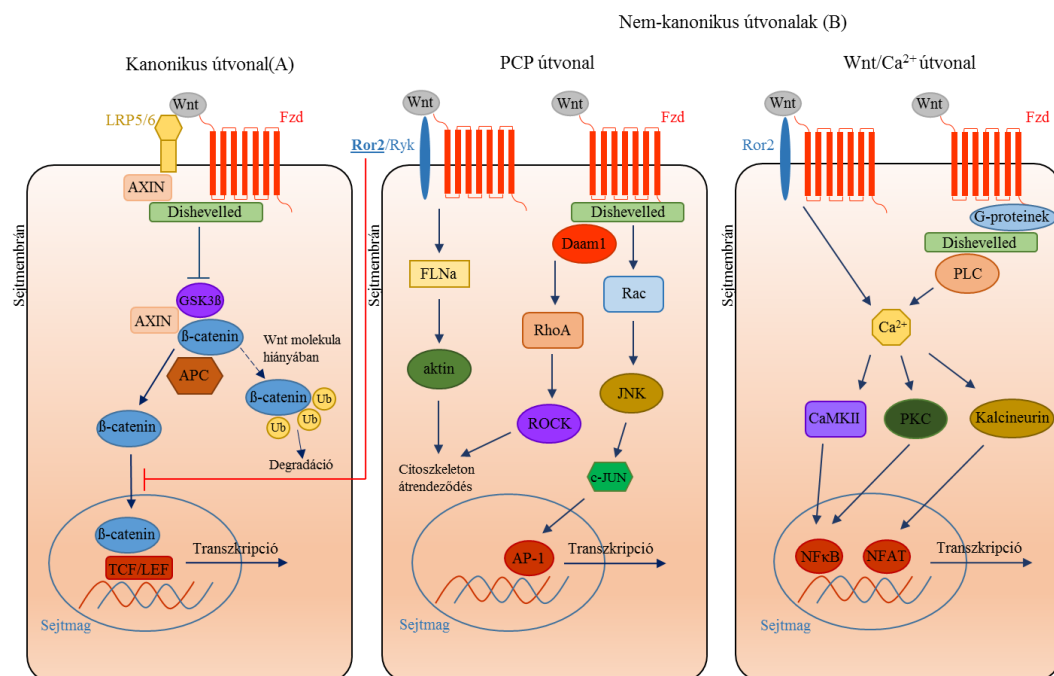 Nem-kanonikus útvonalak (B)
Kanonikus útvonal(A)
PCP útvonal
Wnt/Ca²⁺ útvonal
Wnt
LRP5/6
Fzd
AXIN
Dishevelled
Sejtmembrán
GSK3ß
AXIN
ß-catenin
APC
Wnt molekula
hiányában
ß-catenin
Ub
Ub
Ub
Degradáció
ß-catenin
ß-catenin
TCF/LEF
Transzkripció
Sejtmag
Wnt
Wnt
Fzd
Ror2/Ryk
Sejtmembrán
Dishevelled
Daam1
FLNa
Rac
RhoA
aktin
JNK
ROCK
Citoszkeleton
átrendeződés
c-JUN
AP-1
Transzkripció
Sejtmag
Wnt
Wnt
Ror2
Fzd
Sejtmembrán
G-proteinek
Dishevelled
PLC
Ca²⁺
CaMKII
PKC
Kalcineurin
NFκB
NFAT
Transzkripció
Sejtmag